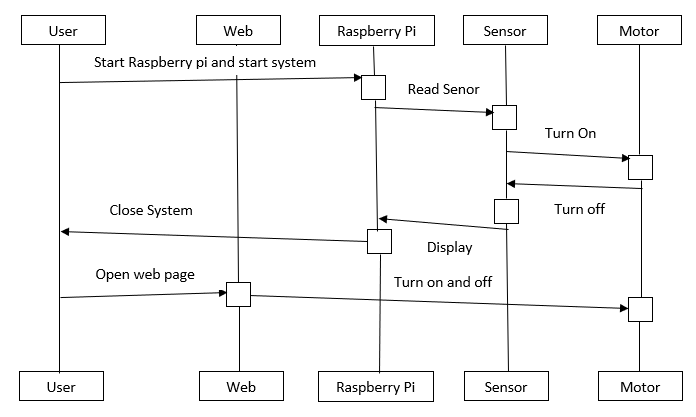 User
Web
Raspberry Pi
Sensor
Motor
Start Raspberry pi and start system
Read Senor
Turn On
Turn off
Close System
Display
Open web page
Turn on and off
User
Web
Raspberry Pi
Sensor
Motor